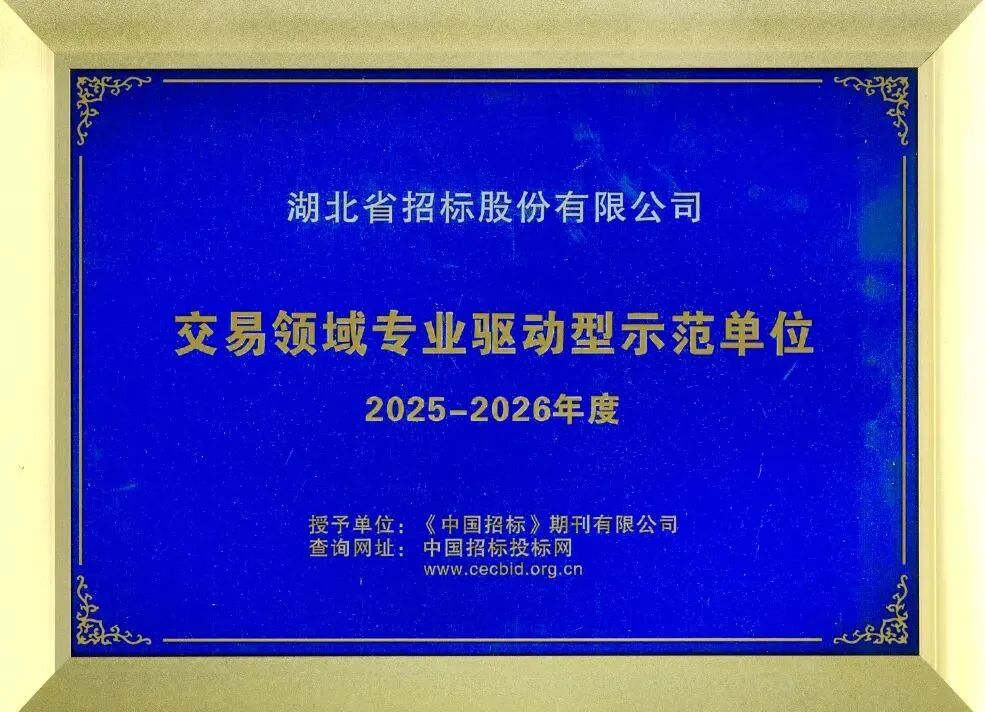 湖北省招标股份有限公司
交易领域专业驱动型示范单位
2025-2026年度
授予单位：《中国招标》期刊有限公司
查询网址：中国招标投标网
www.cecbid.org.cn